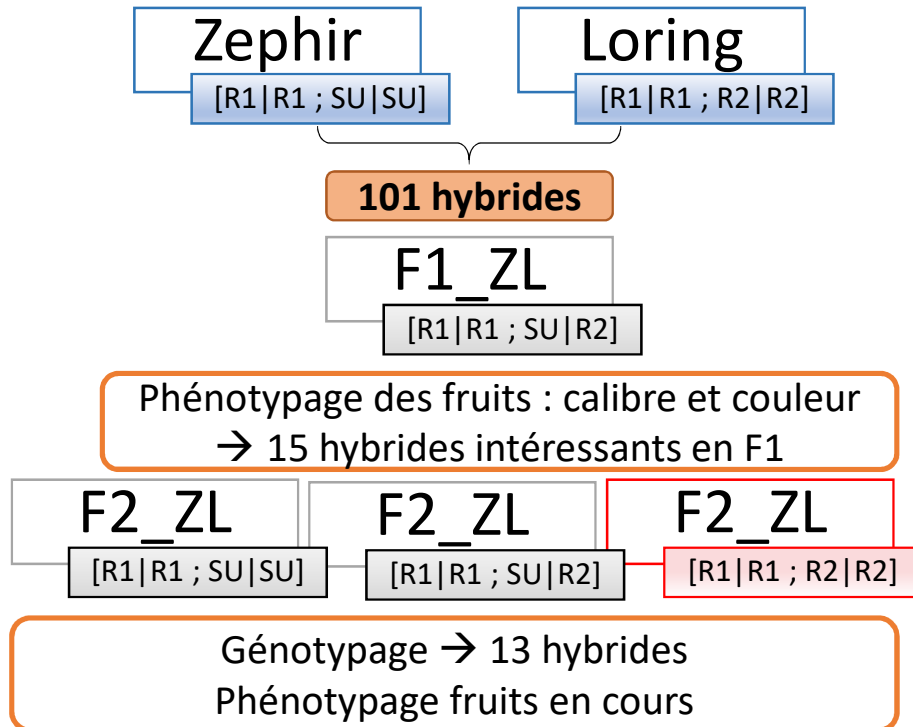 Zephir
[R1|R1 ; SU|SU]
Loring
[R1|R1 ; R2|R2]
101 hybrides
F1_ZL
[R1|R1 ; SU|R2]
Phénotypage des fruits : calibre et couleur
→ 15 hybrides intéressants en F1
F2_ZL
[R1|R1 ; SU|SU]
F2_ZL
[R1|R1 ; SU|R2]
F2_ZL
[R1|R1 ; R2|R2]
Génotypage → 13 hybrides
Phénotypage fruits en cours